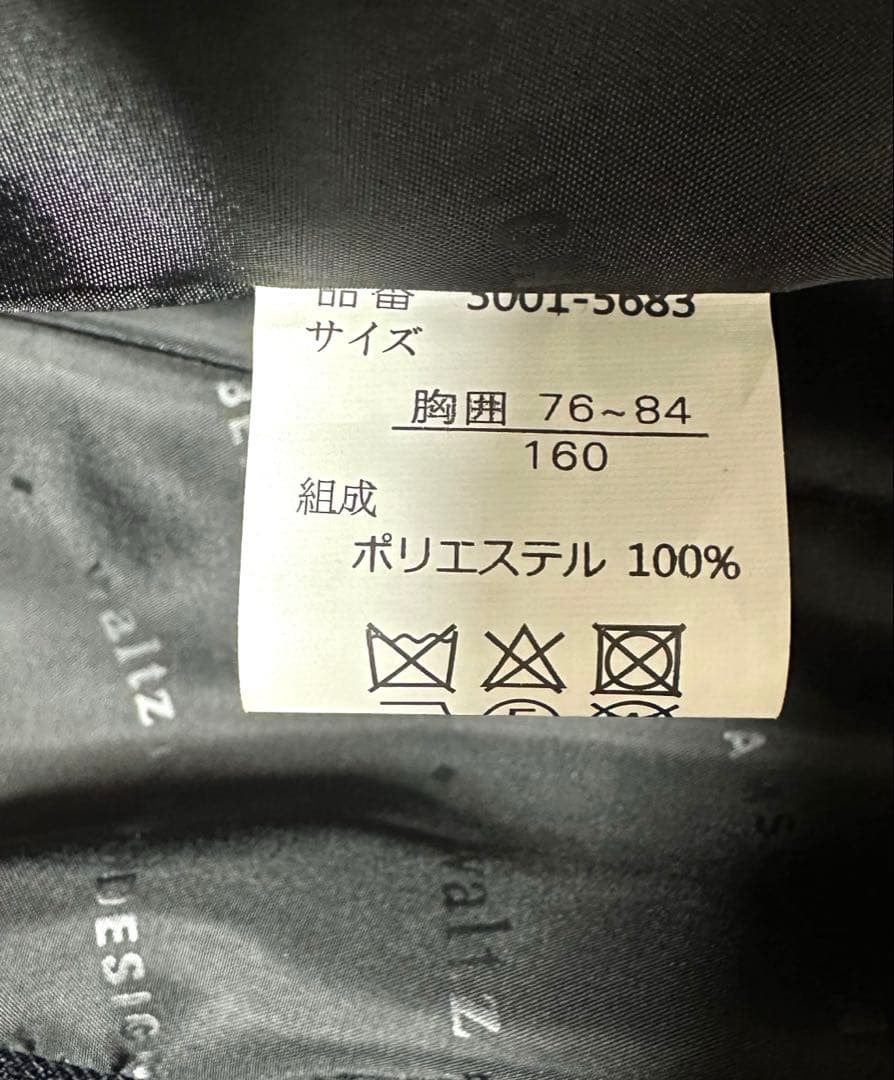 品番 3001-5683
サイズ
胸囲 76~84
160
組成
ポリエステル 100%
altz
A
DESIG
waltz